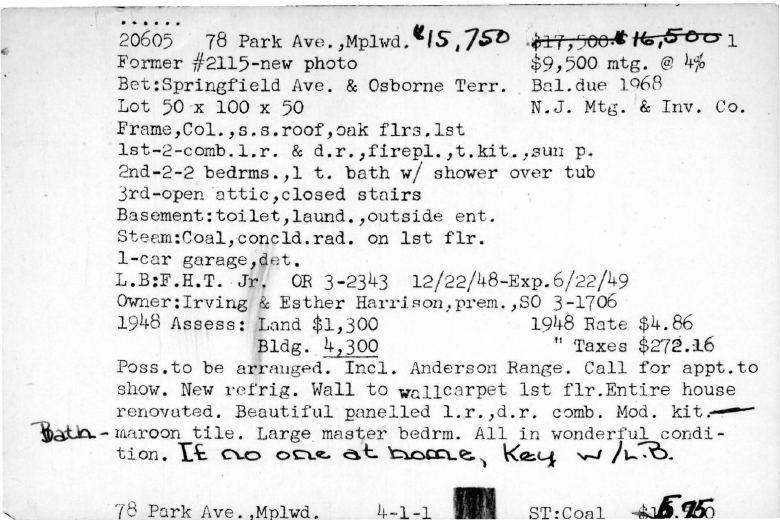 ......
20605 78 Park Ave.,Mplwd. $15,750 $17,500 $16,500 1
Former #2115-new photo $9,500 mtg. @ 4%
Bet:Springfield Ave. & Osborne Terr. Bal.due 1968
Lot 50 x 100 x 50 N.J. Mtg. & Inv. Co.
Frame,Col.,s.s.roof,oak flrs.1st
1st-2-comb.l.r. & d.r.,firepl.,t.kit.,sun p.
2nd-2-2 bedrms.,1 t. bath w/ shower over tub
3rd-open attic,closed stairs
Basement:toilet,laund.,outside ent.
Steam:Coal,concld.rad. on 1st flr.
1-car garage,det.
L.B:F.H.T. Jr. OR 3-2343 12/22/48-Exp.6/22/49
Owner:Irving & Esther Harrison,prem.,SO 3-1706
1948 Assess: Land $1,300 1948 Rate $4.86
Bldg. 4,300 " Taxes $272.16
Poss.to be arranged. Incl. Anderson Range. Call for appt.to
show. New refrig. Wall to wallcarpet 1st flr.Entire house
renovated. Beautiful panelled l.r.,d.r. comb. Mod. kit.—
Bath-maroon tile. Large master bedrm. All in wonderful condi-
tion. If no one at home, Key w/L.B.
78 Park Ave.,Mplwd. 4-1-1 ST:Coal